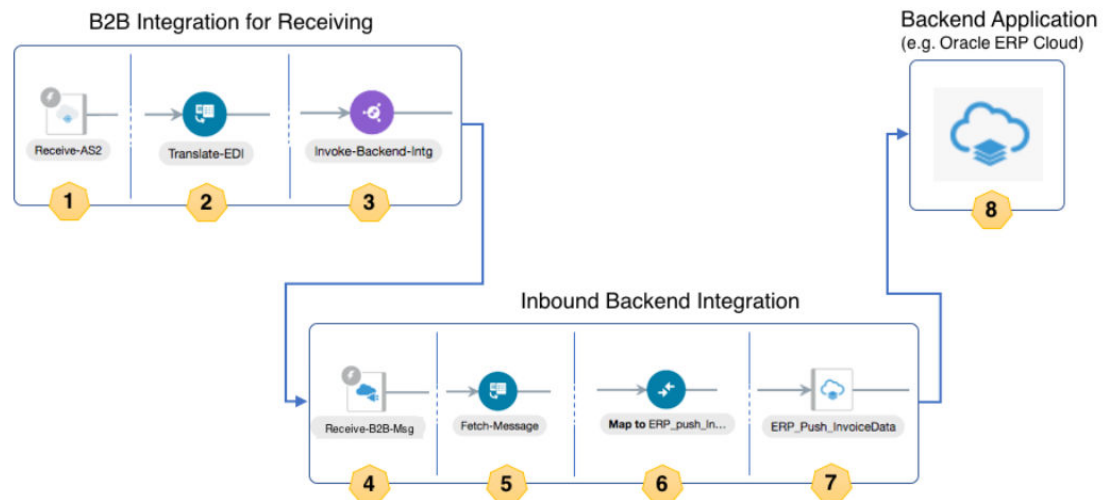 B2B Integration for Receiving
Backend Application
(e.g. Oracle ERP Cloud)
Receive-AS2
Translate-EDI
Invoke-Backend-Intg
1
2
3
8
Inbound Backend Integration
Receive-B2B-Msg
Fetch-Message
Map to ERP_push_In...
ERP_Push_InvoiceData
4
5
6
7